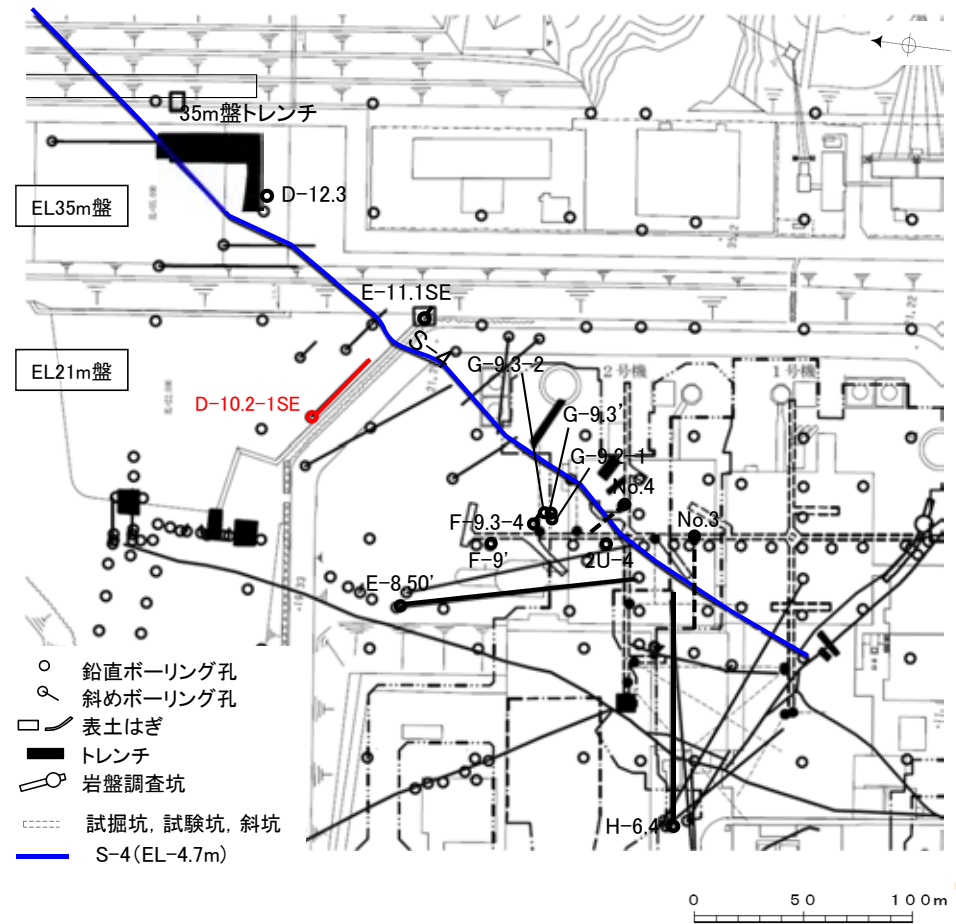 35m盤トレンチ
EL35m盤
D-12.3
35.2
E-11.1SE
21.22
S-4
EL21m盤
G-9.3-2
2号機
1号機
D-10.2-1SE
G-9.3'
G-9.2-1
No.4
F-9.3-4
No.3
F-9'
2U-4
E-8.50'
鉛直ボーリング孔
斜めボーリング孔
表土はぎ
トレンチ
岩盤調査坑
試掘坑, 試験坑, 斜坑
S-4(EL-4.7m)
H-6.4
0 50 100m